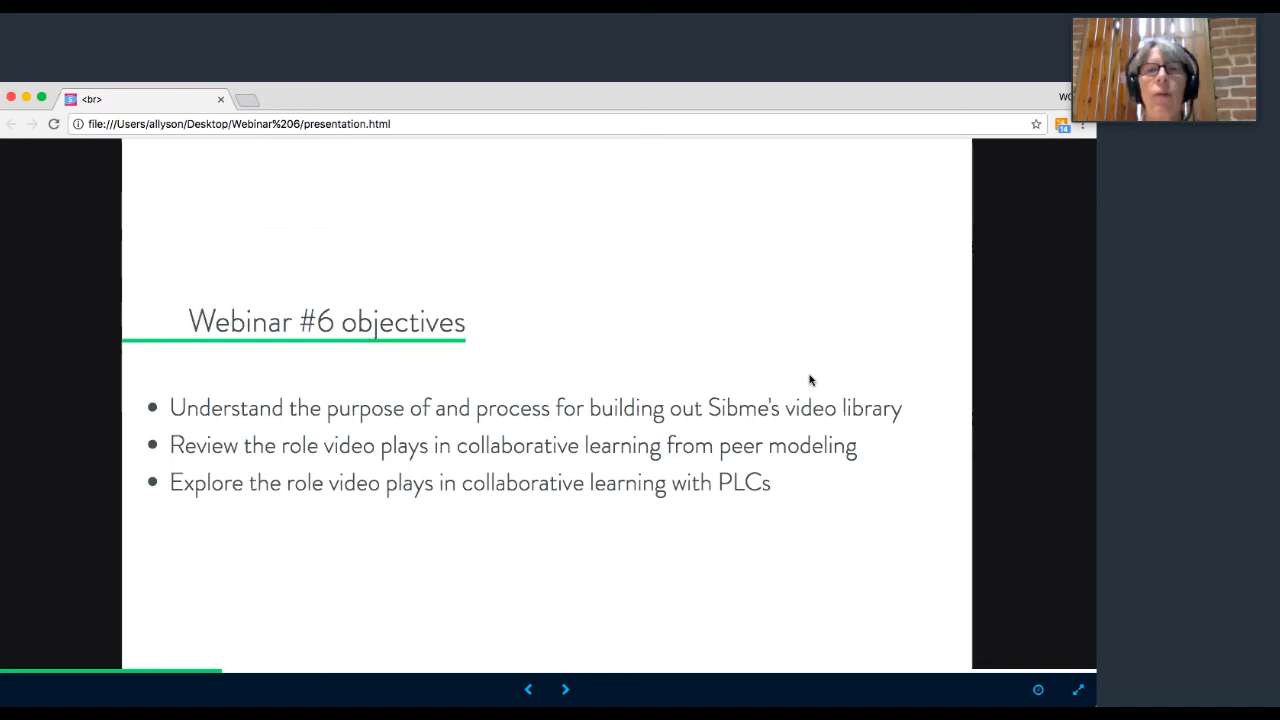 <br>
wo
file:///Users/allyson/Desktop/Webinar%206/presentation.html
14
Webinar #6 objectives
Understand the purpose of and process for building out Sibme's video library
Review the role video plays in collaborative learning from peer modeling
Explore the role video plays in collaborative learning with PLCs